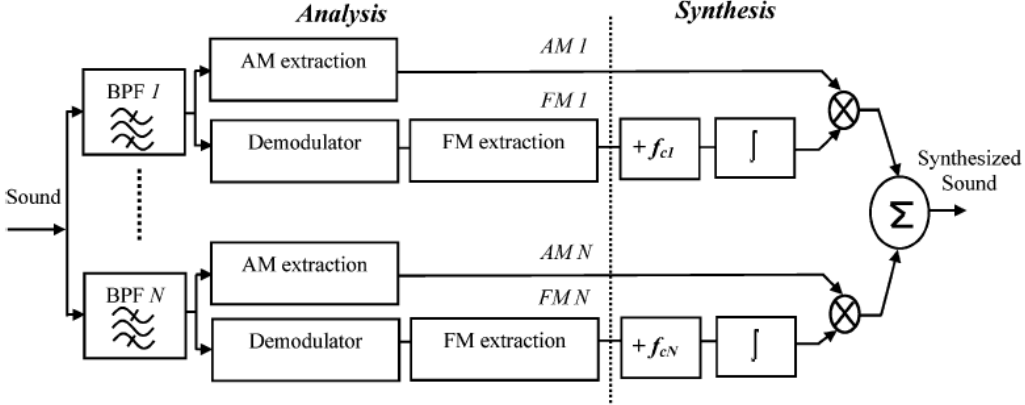 Analysis
Synthesis
AM 1
AM extraction
BPF 1
FM 1
Demodulator
FM extraction
+ fc1
∫
Synthesized
Sound
Sound
Σ
AM N
AM extraction
BPF N
FM N
Demodulator
FM extraction
+ fcN
∫